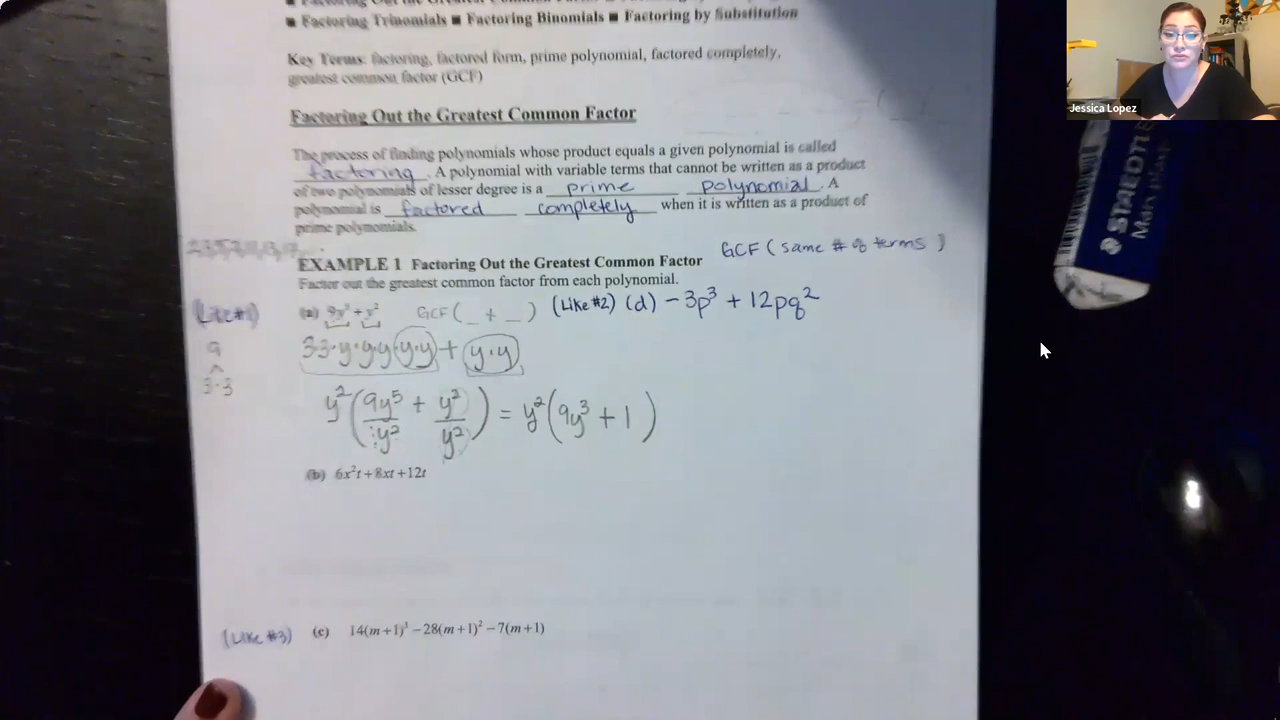 ▪ Factoring Trinomials ▪ Factoring Binomials ▪ Factoring by Substitution
Key Terms: factoring, factored form, prime polynomial, factored completely,
greatest common factor (GCF)
Jessica Lopez
Factoring Out the Greatest Common Factor
The process of finding polynomials whose product equals a given polynomial is called
factoring . A polynomial with variable terms that cannot be written as a product
of two polynomials of lesser degree is a prime polynomial . A
polynomial is factored completely when it is written as a product of
prime polynomials.
STAEDTLER
Mars plastic
GCF ( same # of terms )
EXAMPLE 1 Factoring Out the Greatest Common Factor
Factor out the greatest common factor from each polynomial.
(Like #1) (a) 9y⁵ + y² GCF ( _ + _ ) (Like #2) (d) −3p³ + 12pq²
9
3·3
3·3·y·y·y·y·y + y·y
y²(9y⁵/y² + y²/y²) = y²(9y³ + 1)
(b) 6x²t + 8xt + 12t
(Like #3) (c) 14(m+1)³ − 28(m+1)² − 7(m+1)